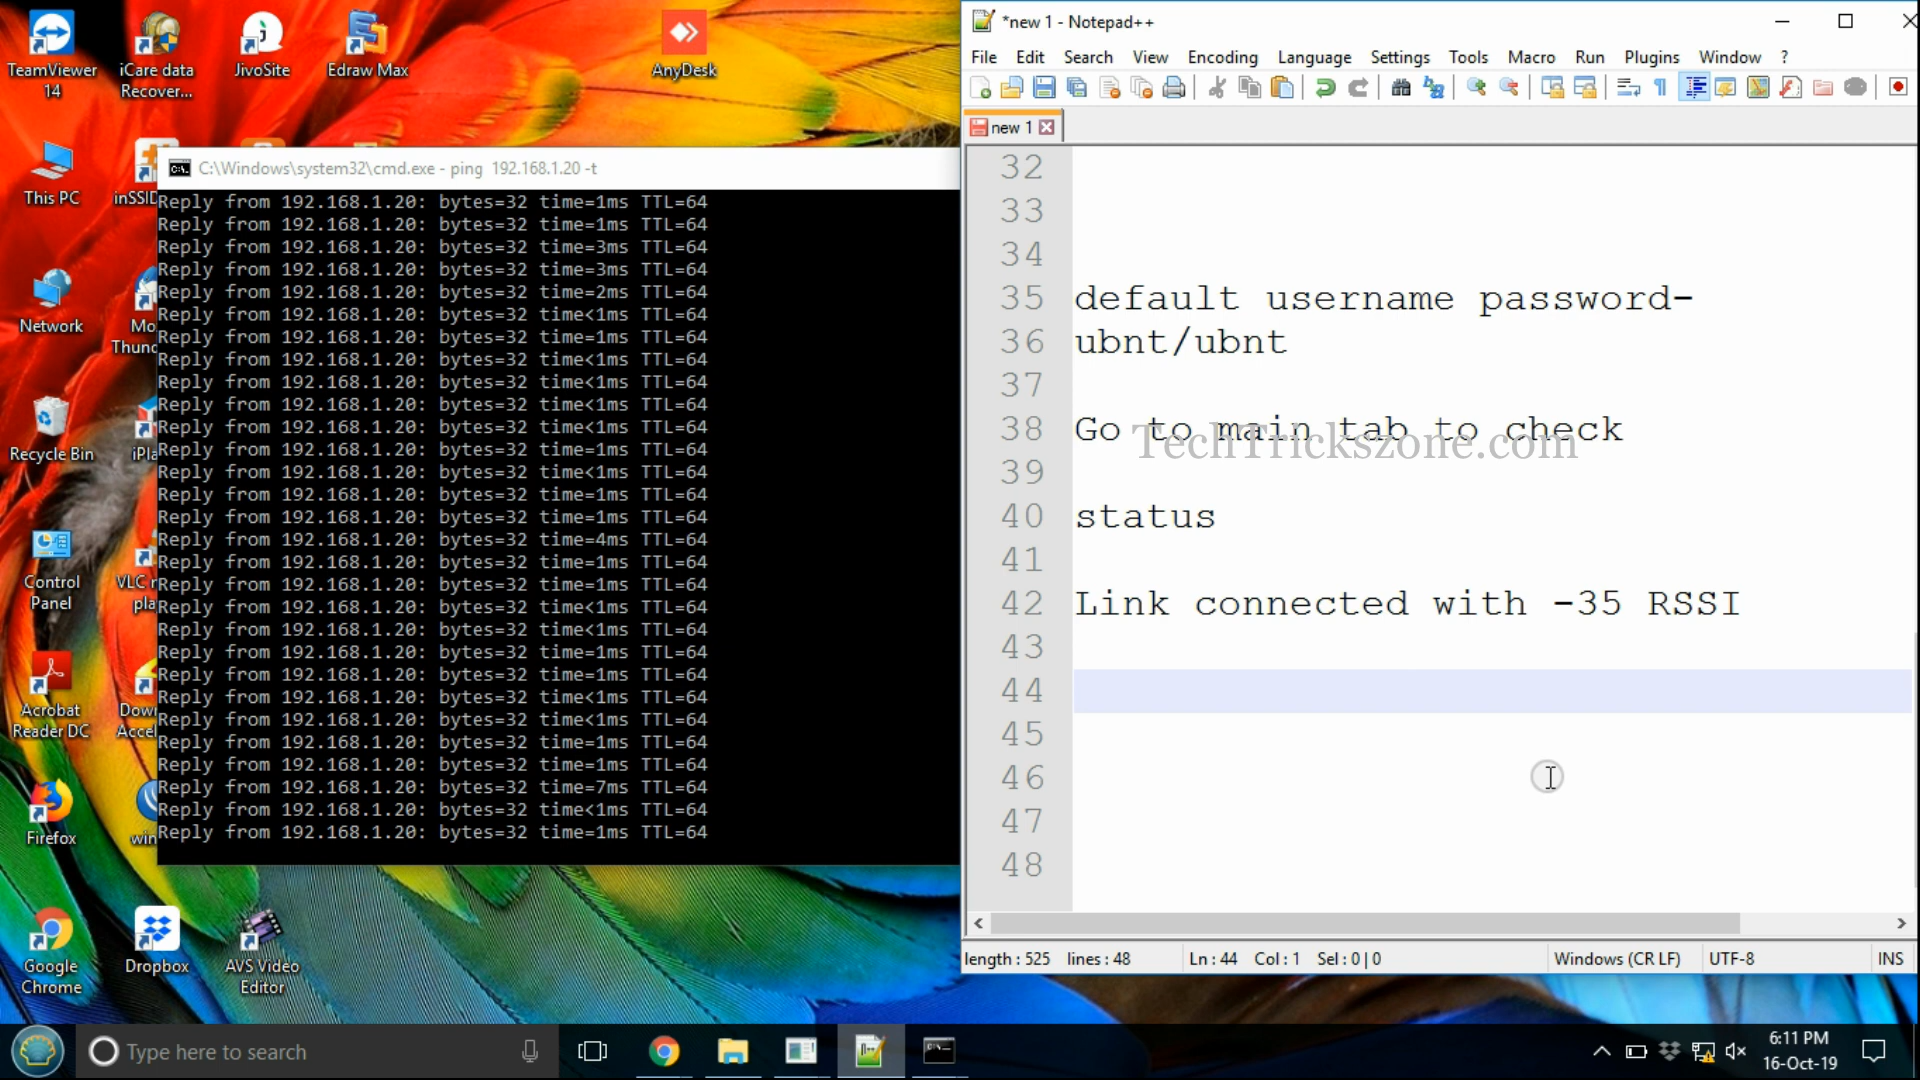 TeamViewer
14
iCare data
Recover...
JivoSite
Edraw Max
AnyDesk
This PC
inSSID
Network
Mo
Thund
Recycle Bin
iPla
Control
Panel
VLC m
pla
Acrobat
Reader DC
Down
Accel
Firefox
win
Google
Chrome
Dropbox
AVS Video
Editor
C:\Windows\system32\cmd.exe - ping 192.168.1.20 -t
Reply from 192.168.1.20: bytes=32 time=1ms TTL=64
Reply from 192.168.1.20: bytes=32 time=1ms TTL=64
Reply from 192.168.1.20: bytes=32 time=3ms TTL=64
Reply from 192.168.1.20: bytes=32 time=3ms TTL=64
Reply from 192.168.1.20: bytes=32 time=2ms TTL=64
Reply from 192.168.1.20: bytes=32 time<1ms TTL=64
Reply from 192.168.1.20: bytes=32 time=1ms TTL=64
Reply from 192.168.1.20: bytes=32 time<1ms TTL=64
Reply from 192.168.1.20: bytes=32 time<1ms TTL=64
Reply from 192.168.1.20: bytes=32 time<1ms TTL=64
Reply from 192.168.1.20: bytes=32 time<1ms TTL=64
Reply from 192.168.1.20: bytes=32 time=1ms TTL=64
Reply from 192.168.1.20: bytes=32 time<1ms TTL=64
Reply from 192.168.1.20: bytes=32 time=1ms TTL=64
Reply from 192.168.1.20: bytes=32 time=1ms TTL=64
Reply from 192.168.1.20: bytes=32 time=4ms TTL=64
Reply from 192.168.1.20: bytes=32 time=1ms TTL=64
Reply from 192.168.1.20: bytes=32 time=1ms TTL=64
Reply from 192.168.1.20: bytes=32 time<1ms TTL=64
Reply from 192.168.1.20: bytes=32 time<1ms TTL=64
Reply from 192.168.1.20: bytes=32 time=1ms TTL=64
Reply from 192.168.1.20: bytes=32 time=1ms TTL=64
Reply from 192.168.1.20: bytes=32 time<1ms TTL=64
Reply from 192.168.1.20: bytes=32 time<1ms TTL=64
Reply from 192.168.1.20: bytes=32 time=1ms TTL=64
Reply from 192.168.1.20: bytes=32 time=1ms TTL=64
Reply from 192.168.1.20: bytes=32 time=7ms TTL=64
Reply from 192.168.1.20: bytes=32 time<1ms TTL=64
Reply from 192.168.1.20: bytes=32 time=1ms TTL=64
*new 1 - Notepad++
File Edit Search View Encoding Language Settings Tools Macro Run Plugins Window ?
new 1
32
33
34
35 default username password-
36 ubnt/ubnt
37
38 Go to main tab to check
TechTrickszone.com
39
40 status
41
42 Link connected with -35 RSSI
43
44
45
46
47
48
length : 525 lines : 48 Ln : 44 Col : 1 Sel : 0 | 0 Windows (CR LF) UTF-8 INS
Type here to search
6:11 PM
16-Oct-19